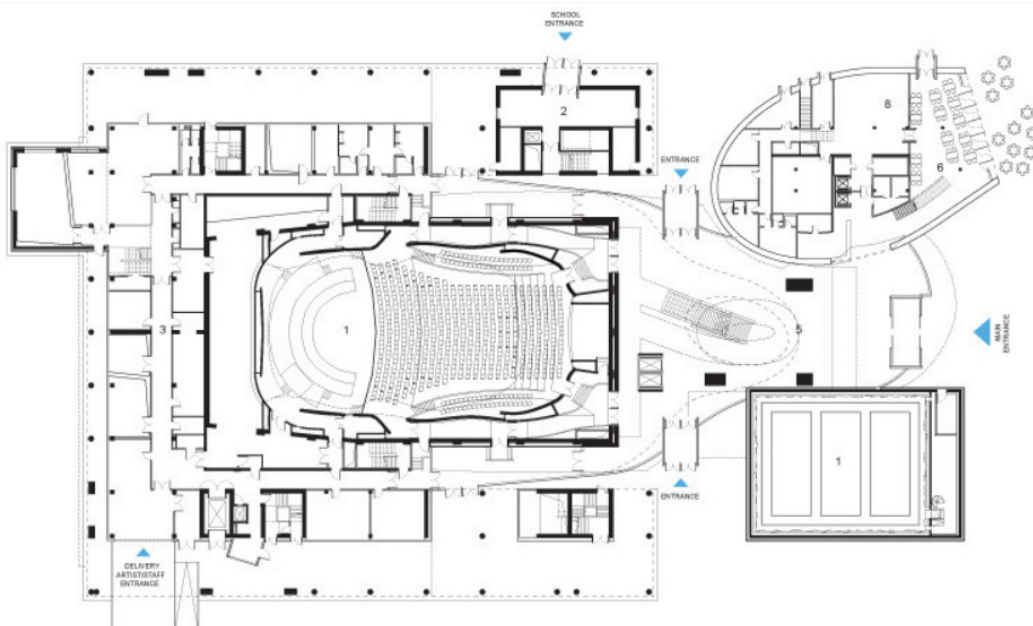 SCHOOL
ENTRANCE
2
8
ENTRANCE
6
3
1
5
MAIN
ENTRANCE
1
ENTRANCE
DELIVERY
ARTIST/STAFF
ENTRANCE